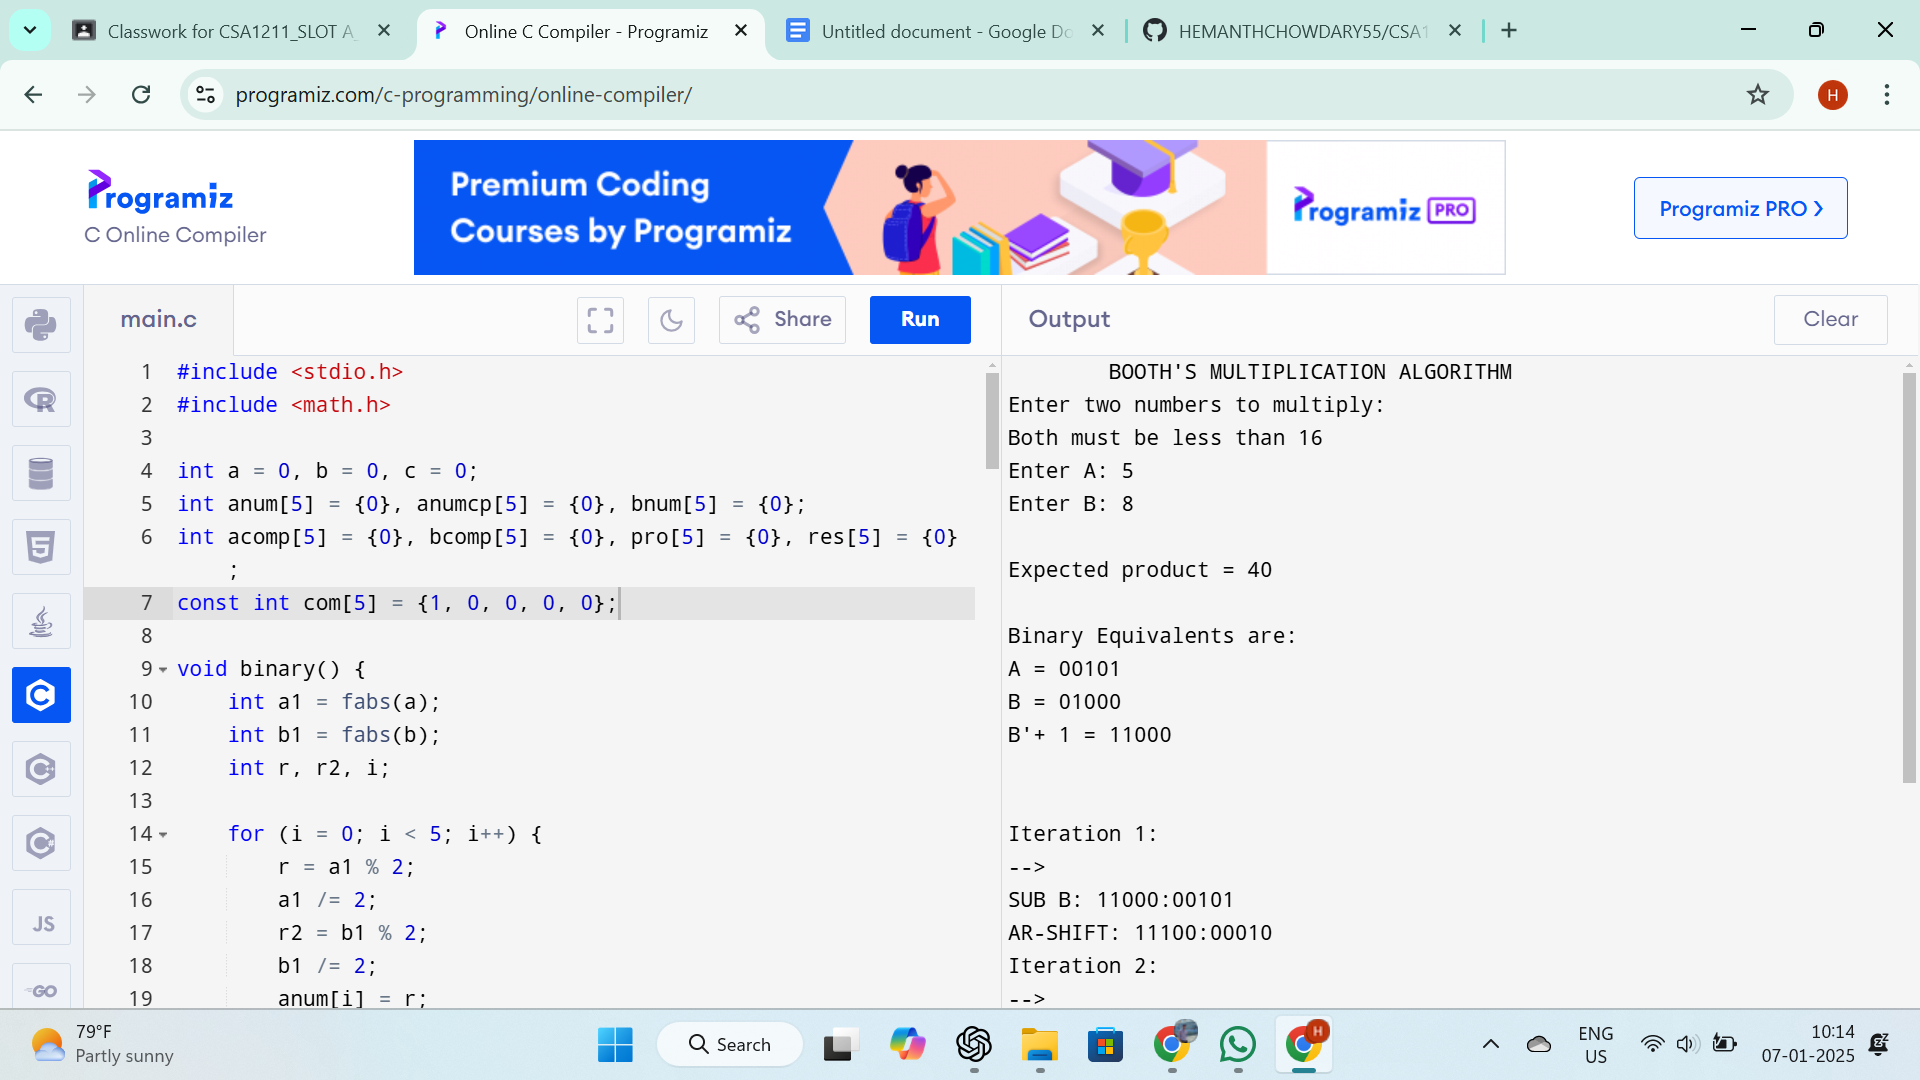 Classwork for CSA1211_SLOT A_
Online C Compiler - Programiz
Untitled document - Google Do
HEMANTHCHOWDARY55/CSA1
programiz.com/c-programming/online-compiler/
H
Programiz
C Online Compiler
Premium Coding
Courses by Programiz
Programiz PRO
Programiz PRO ❯
main.c
Share
Run
Output
Clear
1 #include <stdio.h>
2 #include <math.h>
3
4 int a = 0, b = 0, c = 0;
5 int anum[5] = {0}, anumcp[5] = {0}, bnum[5] = {0};
6 int acomp[5] = {0}, bcomp[5] = {0}, pro[5] = {0}, res[5] = {0}
;
7 const int com[5] = {1, 0, 0, 0, 0};
8
9 void binary() {
10 int a1 = fabs(a);
11 int b1 = fabs(b);
12 int r, r2, i;
13
14 for (i = 0; i < 5; i++) {
15 r = a1 % 2;
16 a1 /= 2;
17 r2 = b1 % 2;
18 b1 /= 2;
19 anum[i] = r;
BOOTH'S MULTIPLICATION ALGORITHM
Enter two numbers to multiply:
Both must be less than 16
Enter A: 5
Enter B: 8
Expected product = 40
Binary Equivalents are:
A = 00101
B = 01000
B'+ 1 = 11000
Iteration 1:
-->
SUB B: 11000:00101
AR-SHIFT: 11100:00010
Iteration 2:
-->
R
5
C
JS
GO
79°F
Partly sunny
Search
H
ENG
US
10:14
07-01-2025